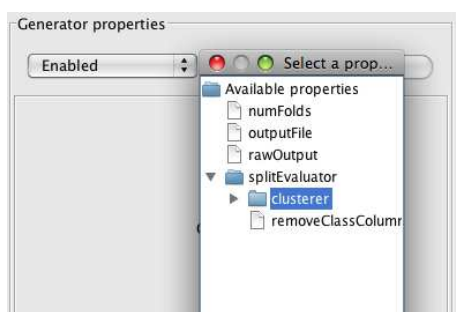 Generator properties
Enabled
Select a prop...
Available properties
numFolds
outputFile
rawOutput
splitEvaluator
clusterer
removeClassColumn